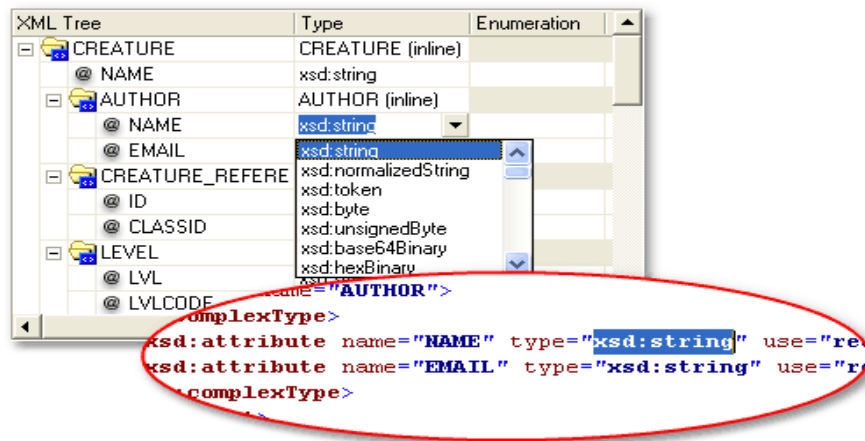 XML Tree Type Enumeration
CREATURE CREATURE (inline)
@ NAME xsd:string
AUTHOR AUTHOR (inline)
@ NAME xsd:string
@ EMAIL xsd:string
xsd:normalizedString
CREATURE_REFERE
xsd:token
@ ID
xsd:byte
@ CLASSID xsd:unsignedByte
LEVEL xsd:base64Binary
@ LVL xsd:hexBinary
@ LVLCODE
"AUTHOR">
complexType>
xsd:attribute name="NAME" type="xsd:string" use="re
xsd:attribute name="EMAIL" type="xsd:string" use="re
complexType>